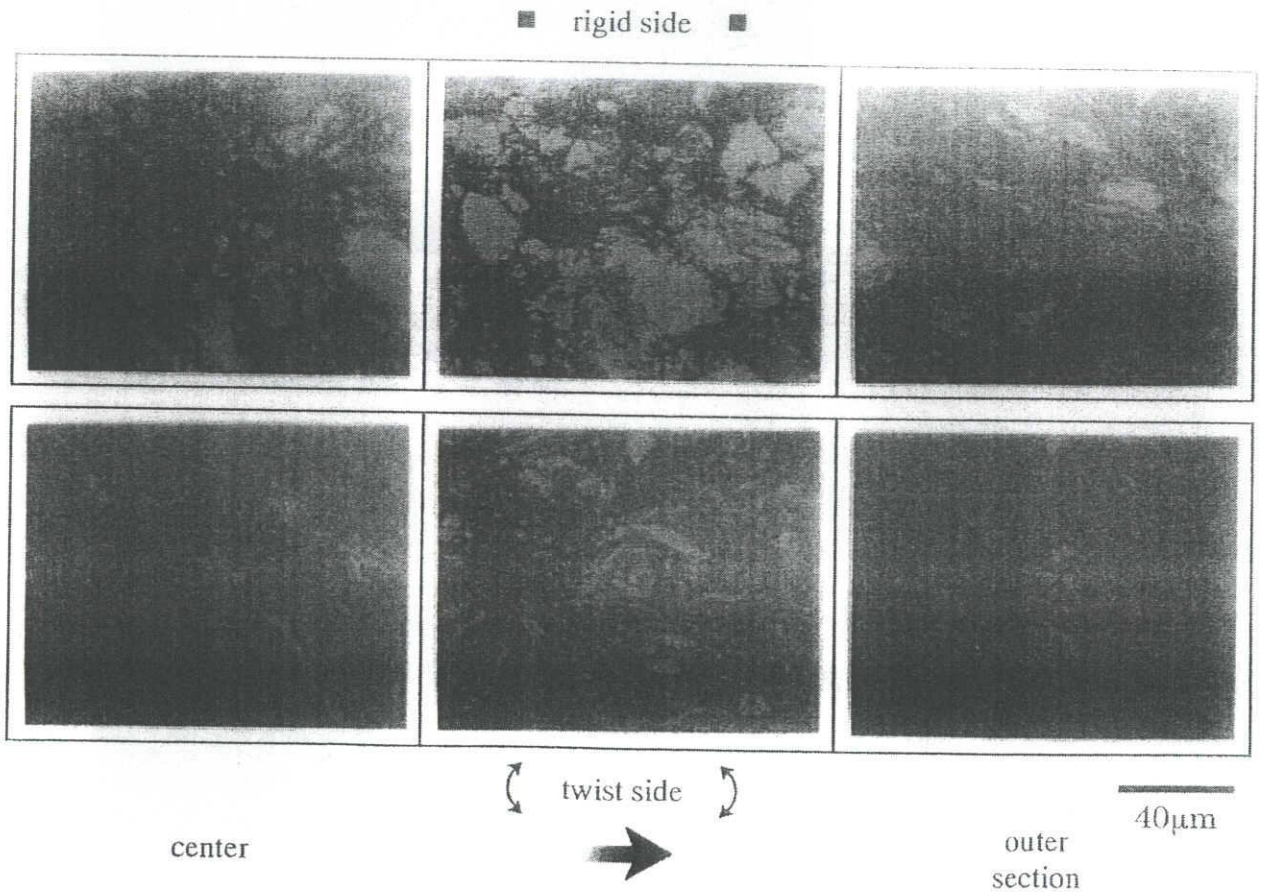 rigid side
twist side
40μm
center
outer
section